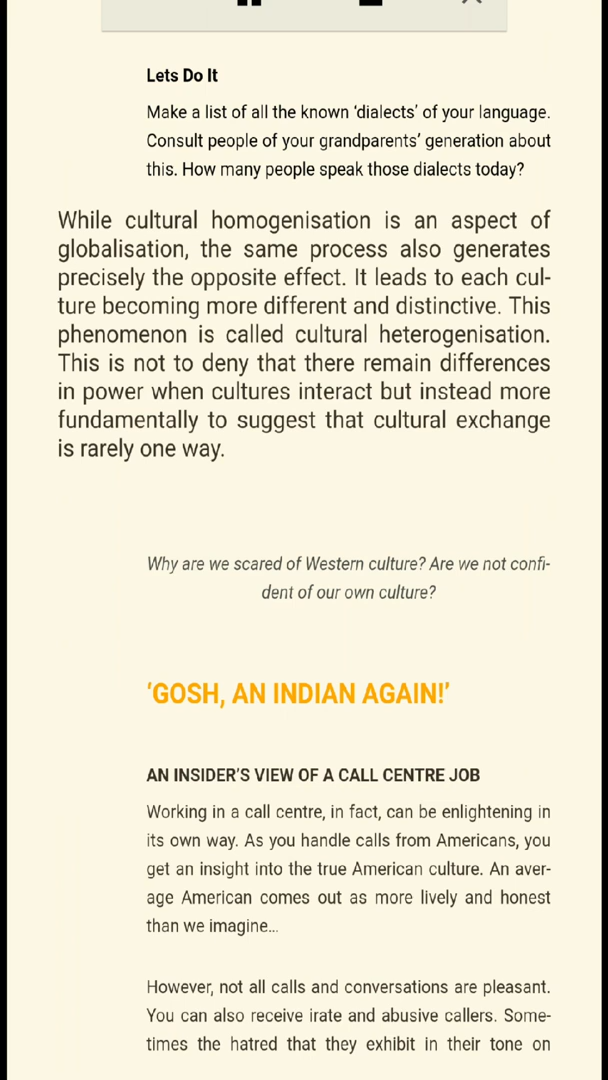 Lets Do It
Make a list of all the known ‘dialects’ of your language.
Consult people of your grandparents’ generation about
this. How many people speak those dialects today?
While cultural homogenisation is an aspect of
globalisation, the same process also generates
precisely the opposite effect. It leads to each cul-
ture becoming more different and distinctive. This
phenomenon is called cultural heterogenisation.
This is not to deny that there remain differences
in power when cultures interact but instead more
fundamentally to suggest that cultural exchange
is rarely one way.
Why are we scared of Western culture? Are we not confi-
dent of our own culture?
‘GOSH, AN INDIAN AGAIN!’
AN INSIDER’S VIEW OF A CALL CENTRE JOB
Working in a call centre, in fact, can be enlightening in
its own way. As you handle calls from Americans, you
get an insight into the true American culture. An aver-
age American comes out as more lively and honest
than we imagine...
However, not all calls and conversations are pleasant.
You can also receive irate and abusive callers. Some-
times the hatred that they exhibit in their tone on